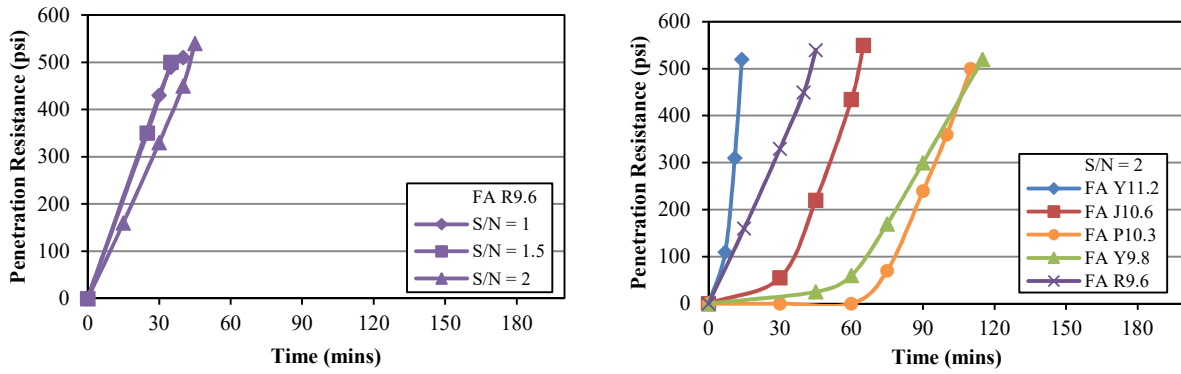 Penetration Resistance (psi)
600
500
400
300
200
100
0
0 30 60 90 120 150 180
Time (mins)
FA R9.6
S/N = 1
S/N = 1.5
S/N = 2
Penetration Resistance (psi)
600
500
400
300
200
100
0
0 30 60 90 120 150 180
Time (mins)
S/N = 2
FA Y11.2
FA J10.6
FA P10.3
FA Y9.8
FA R9.6